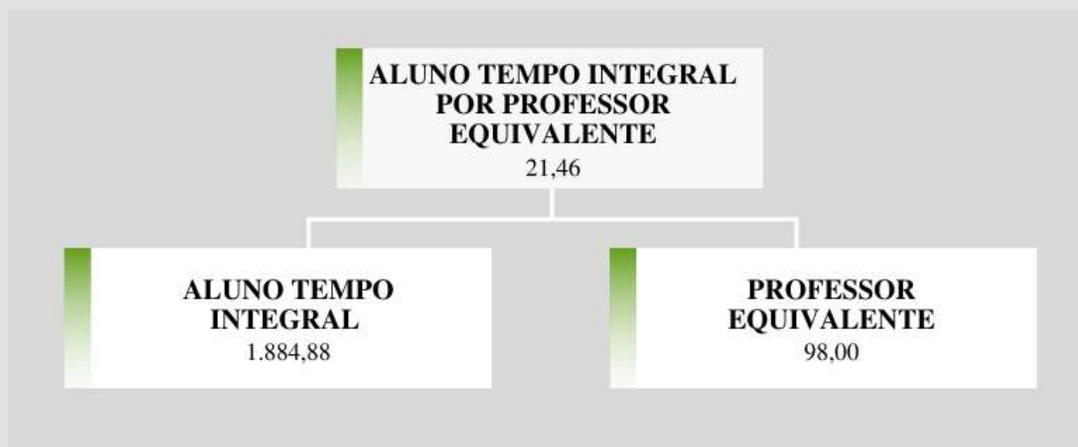 ALUNO TEMPO INTEGRAL
POR PROFESSOR
EQUIVALENTE
21,46
ALUNO TEMPO
INTEGRAL
1.884,88
PROFESSOR
EQUIVALENTE
98,00